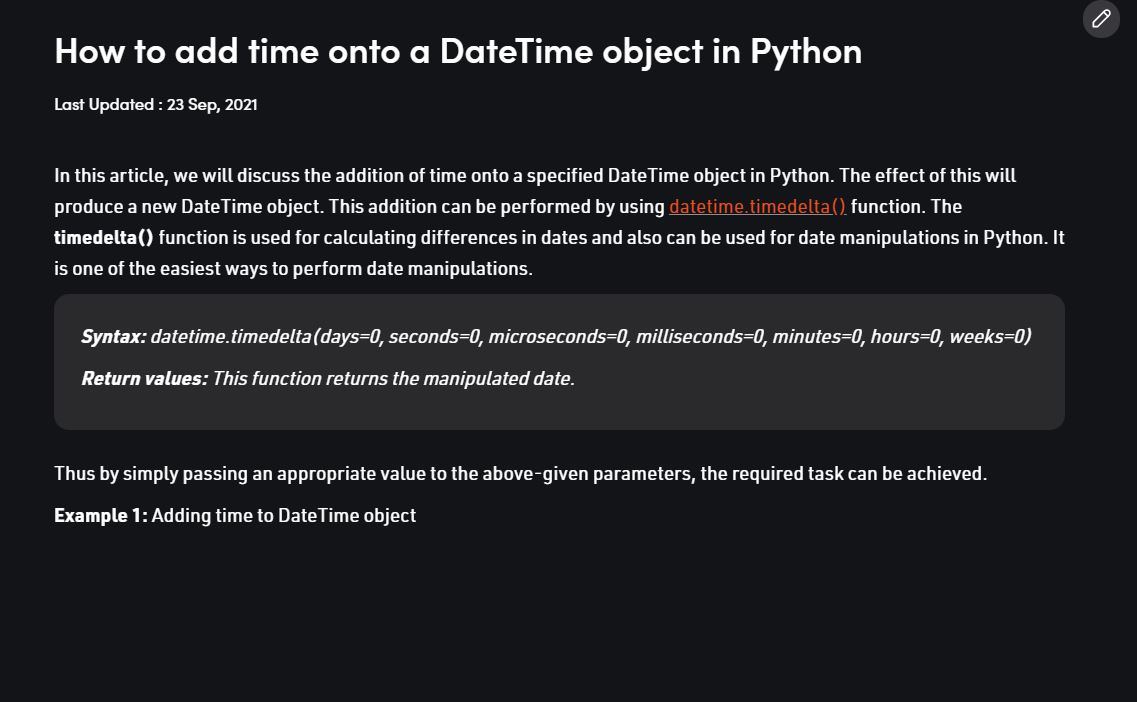 How to add time onto a DateTime object in Python
Last Updated : 23 Sep, 2021
In this article, we will discuss the addition of time onto a specified DateTime object in Python. The effect of this will
produce a new DateTime object. This addition can be performed by using datetime.timedelta() function. The
timedelta() function is used for calculating differences in dates and also can be used for date manipulations in Python. It
is one of the easiest ways to perform date manipulations.
Syntax: datetime.timedelta(days=0, seconds=0, microseconds=0, milliseconds=0, minutes=0, hours=0, weeks=0)
Return values: This function returns the manipulated date.
Thus by simply passing an appropriate value to the above-given parameters, the required task can be achieved.
Example 1: Adding time to DateTime object